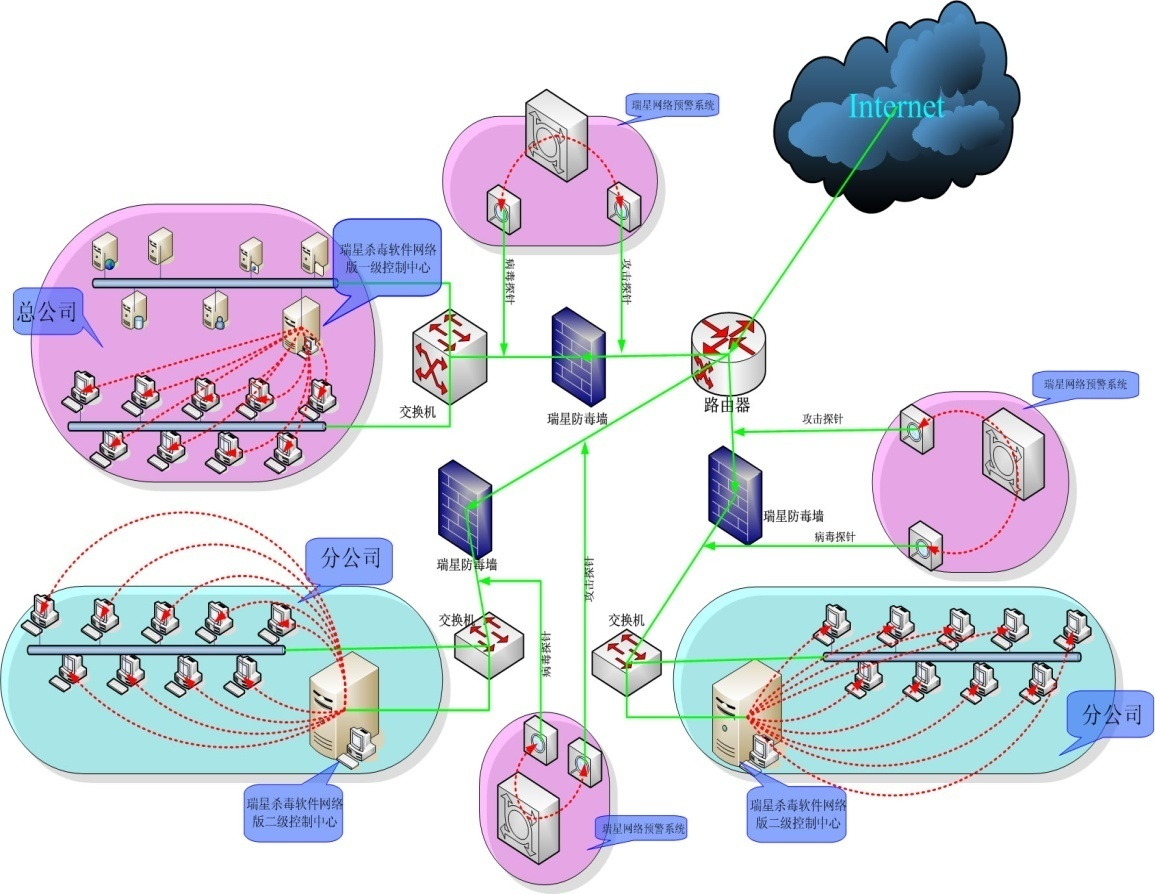 Internet
瑞星网络预警系统
瑞星杀毒软件网络
版一级控制中心
总公司
病毒探针
攻击探针
交换机
瑞星防毒墙
路由器
瑞星网络预警系统
攻击探针
瑞星防毒墙
病毒探针
瑞星防毒墙
分公司
攻击探针
交换机
交换机
病毒探针
分公司
瑞星杀毒软件网络
版二级控制中心
瑞星网络预警系统
瑞星杀毒软件网络
版二级控制中心